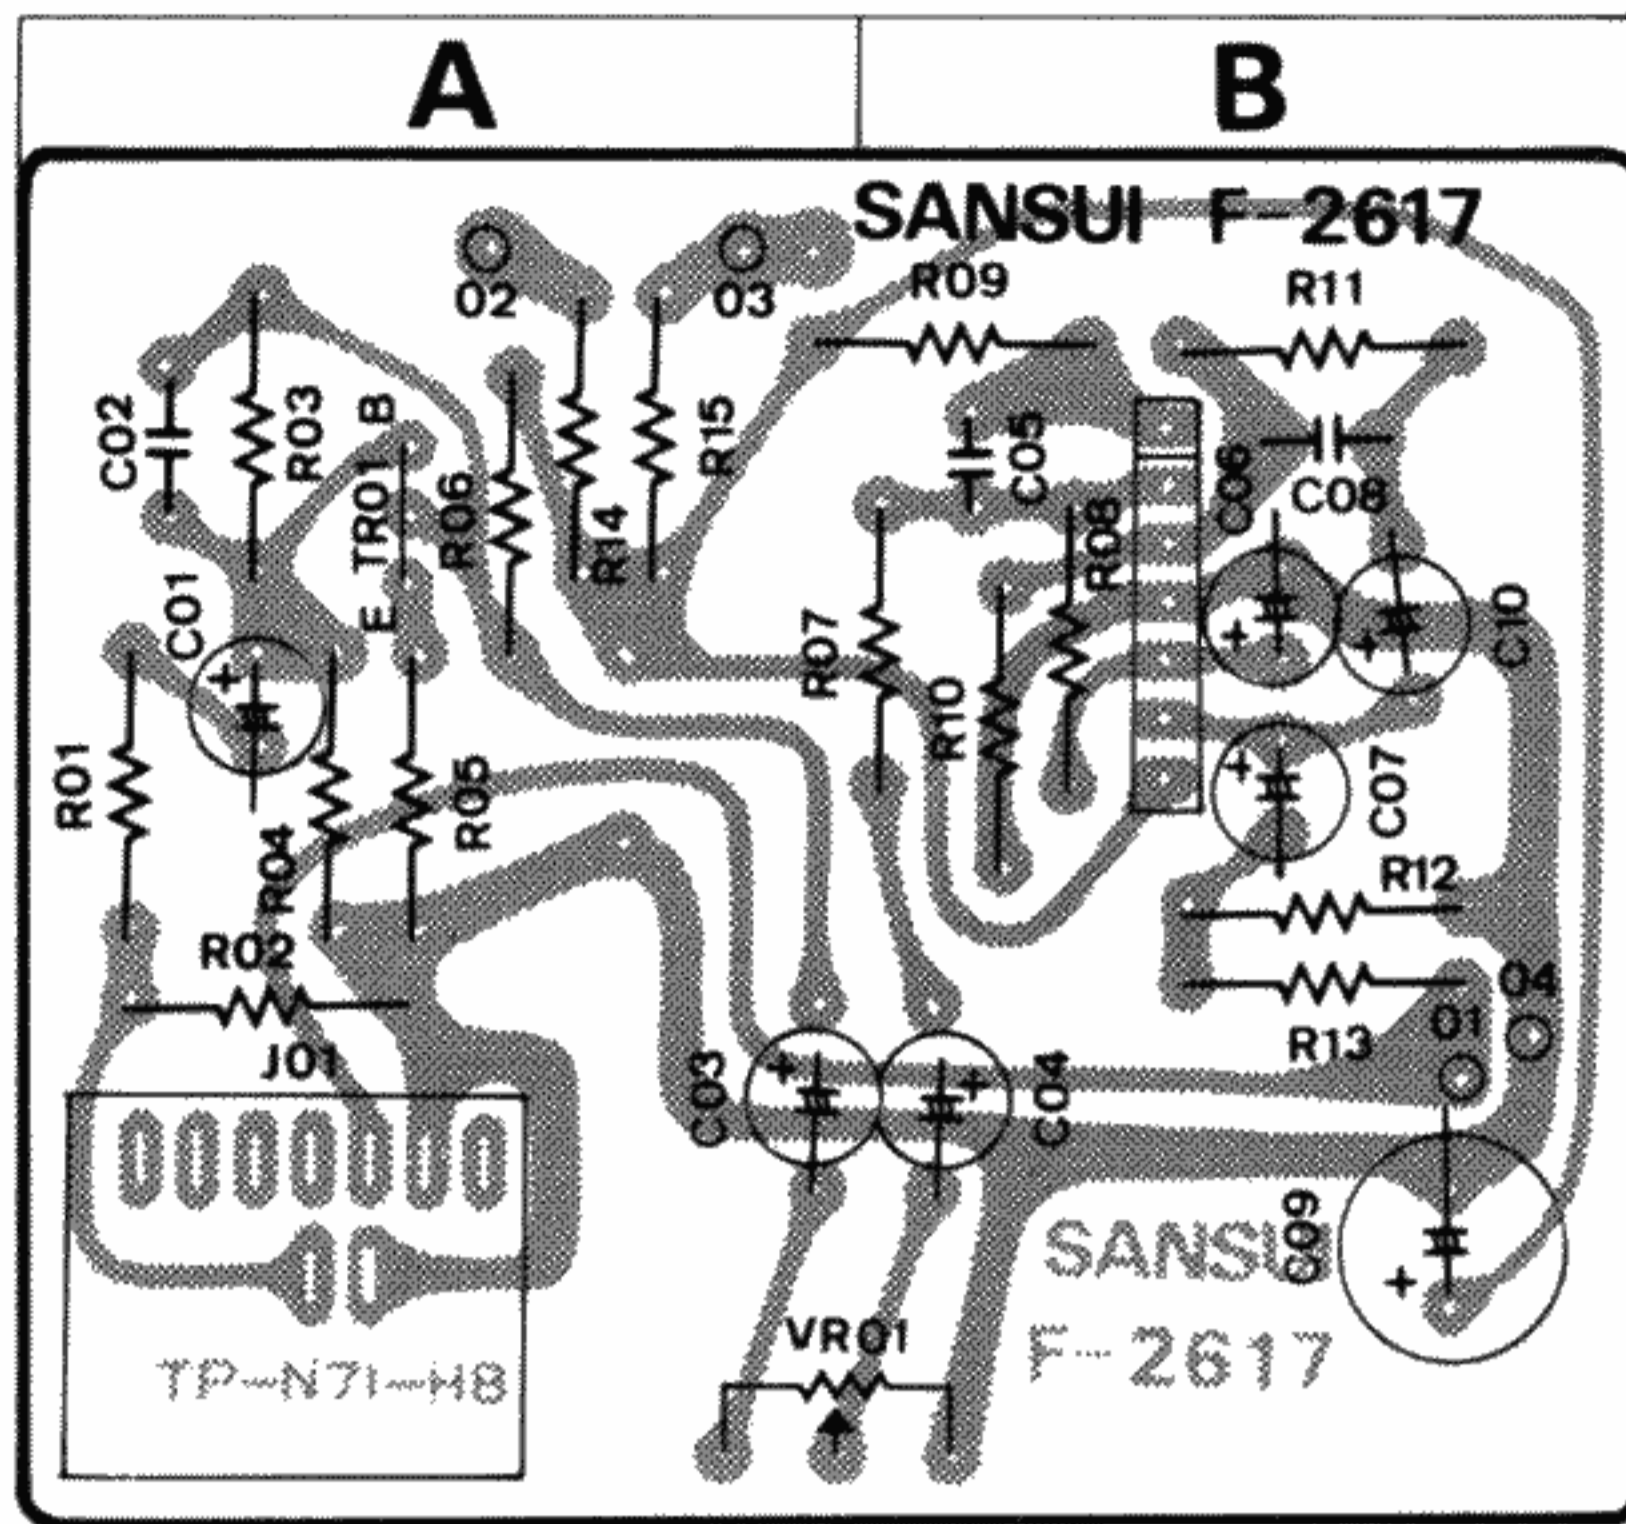 A B
SANSUI F-2617
R09 R11
02 03
C02 R03 B R15 C05 C06 C08
TR01 R06 R14 R08
C01 E R07 C10
R10
R01 R05 C07
R04 R12
R02
04
01
J01 R13
C03 C04
SANSUI C09
VR01 F-2617
TP-N71-H8